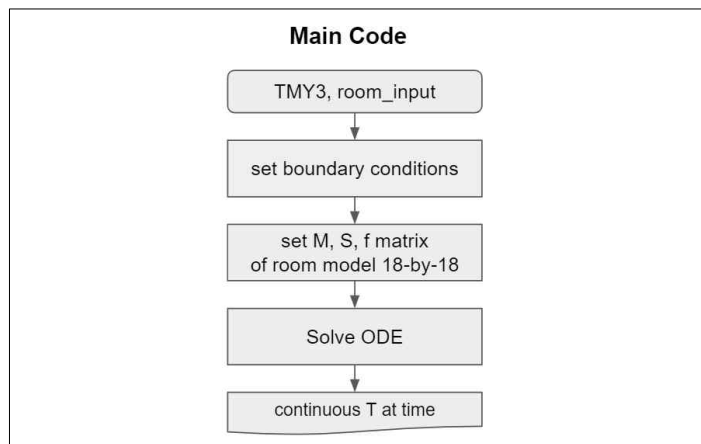 Main Code
TMY3, room_input
set boundary conditions
set M, S, f matrix
of room model 18-by-18
Solve ODE
continuous T at time